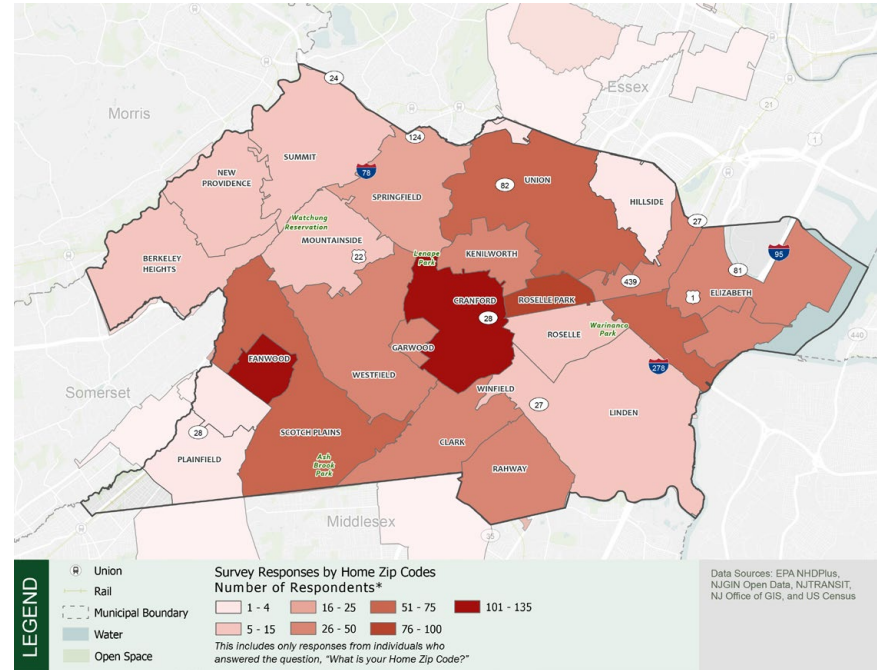 24
Essex
21
1
Morris
124
SUMMIT
78
NEW
PROVIDENCE
82
UNION
SPRINGFIELD
HILLSIDE
27
Watchung
Reservation
MOUNTAINSIDE
22
BERKELEY
HEIGHTS
Lenape
Park
KENILWORTH
95
81
439
1
ELIZABETH
CRANFORD
ROSELLE PARK
28
Warinanco
Park
ROSELLE
440
GARWOOD
FANWOOD
278
WESTFIELD
WINFIELD
Somerset
27
LINDEN
28
SCOTCH PLAINS
CLARK
PLAINFIELD
Ash
Brook
Park
RAHWAY
Middlesex
35
LEGEND
Union
Rail
Municipal Boundary
Water
Open Space
Survey Responses by Home Zip Codes
Number of Respondents*
1 - 4
16 - 25
51 - 75
101 - 135
5 - 15
26 - 50
76 - 100
This includes only responses from individuals who
answered the question, "What is your Home Zip Code?"
Data Sources: EPA NHDPlus,
NJGIN Open Data, NJTRANSIT,
NJ Office of GIS, and US Census